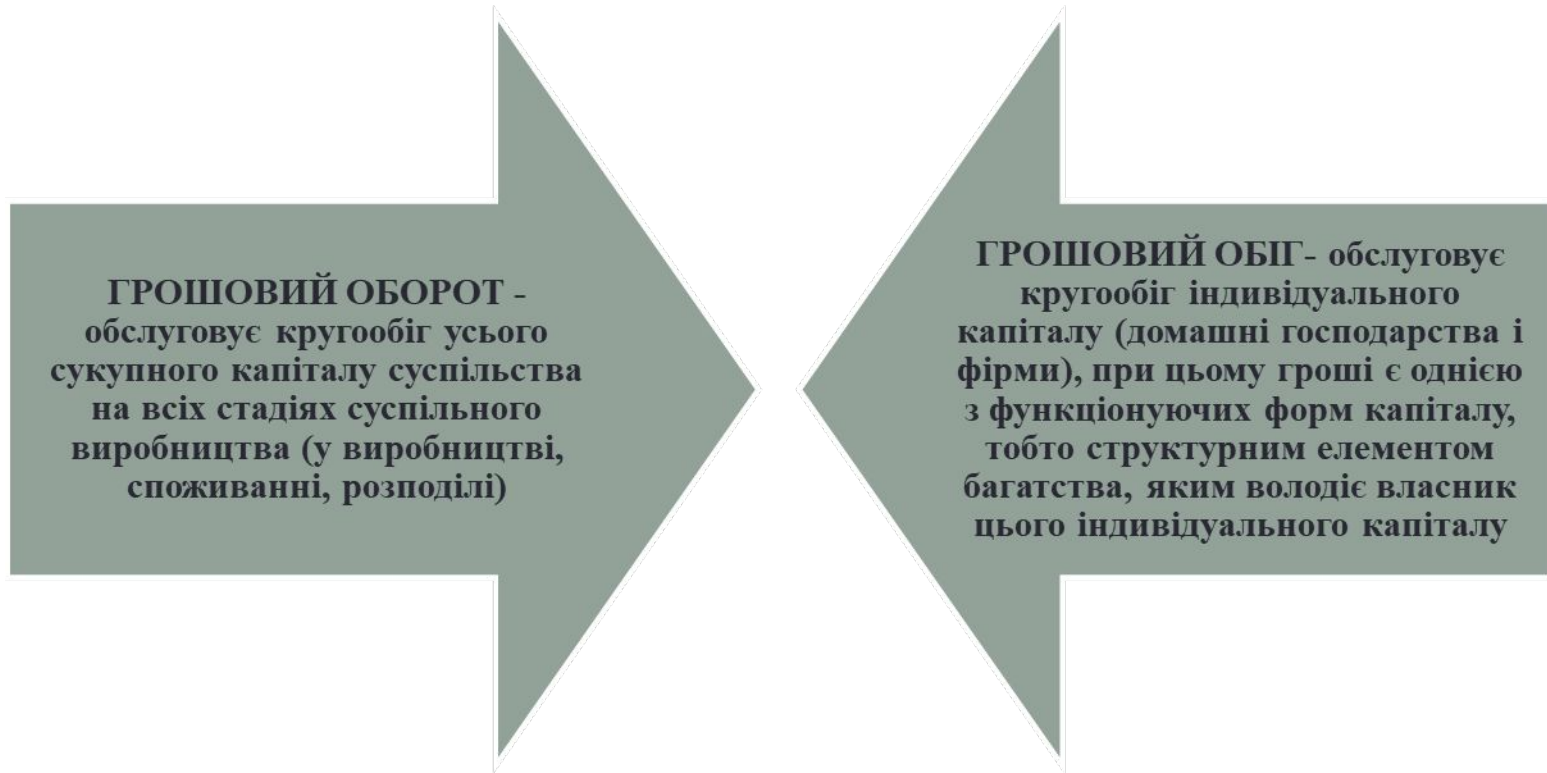 ГРОШОВИЙ ОБОРОТ -
обслуговує кругообіг усього
сукупного капіталу суспільства
на всіх стадіях суспільного
виробництва (у виробництві,
споживанні, розподілі)
ГРОШОВИЙ ОБІГ- обслуговує
кругообіг індивідуального
капіталу (домашні господарства і
фірми), при цьому гроші є однією
з функціонуючих форм капіталу,
тобто структурним елементом
багатства, яким володіє власник
цього індивідуального капіталу